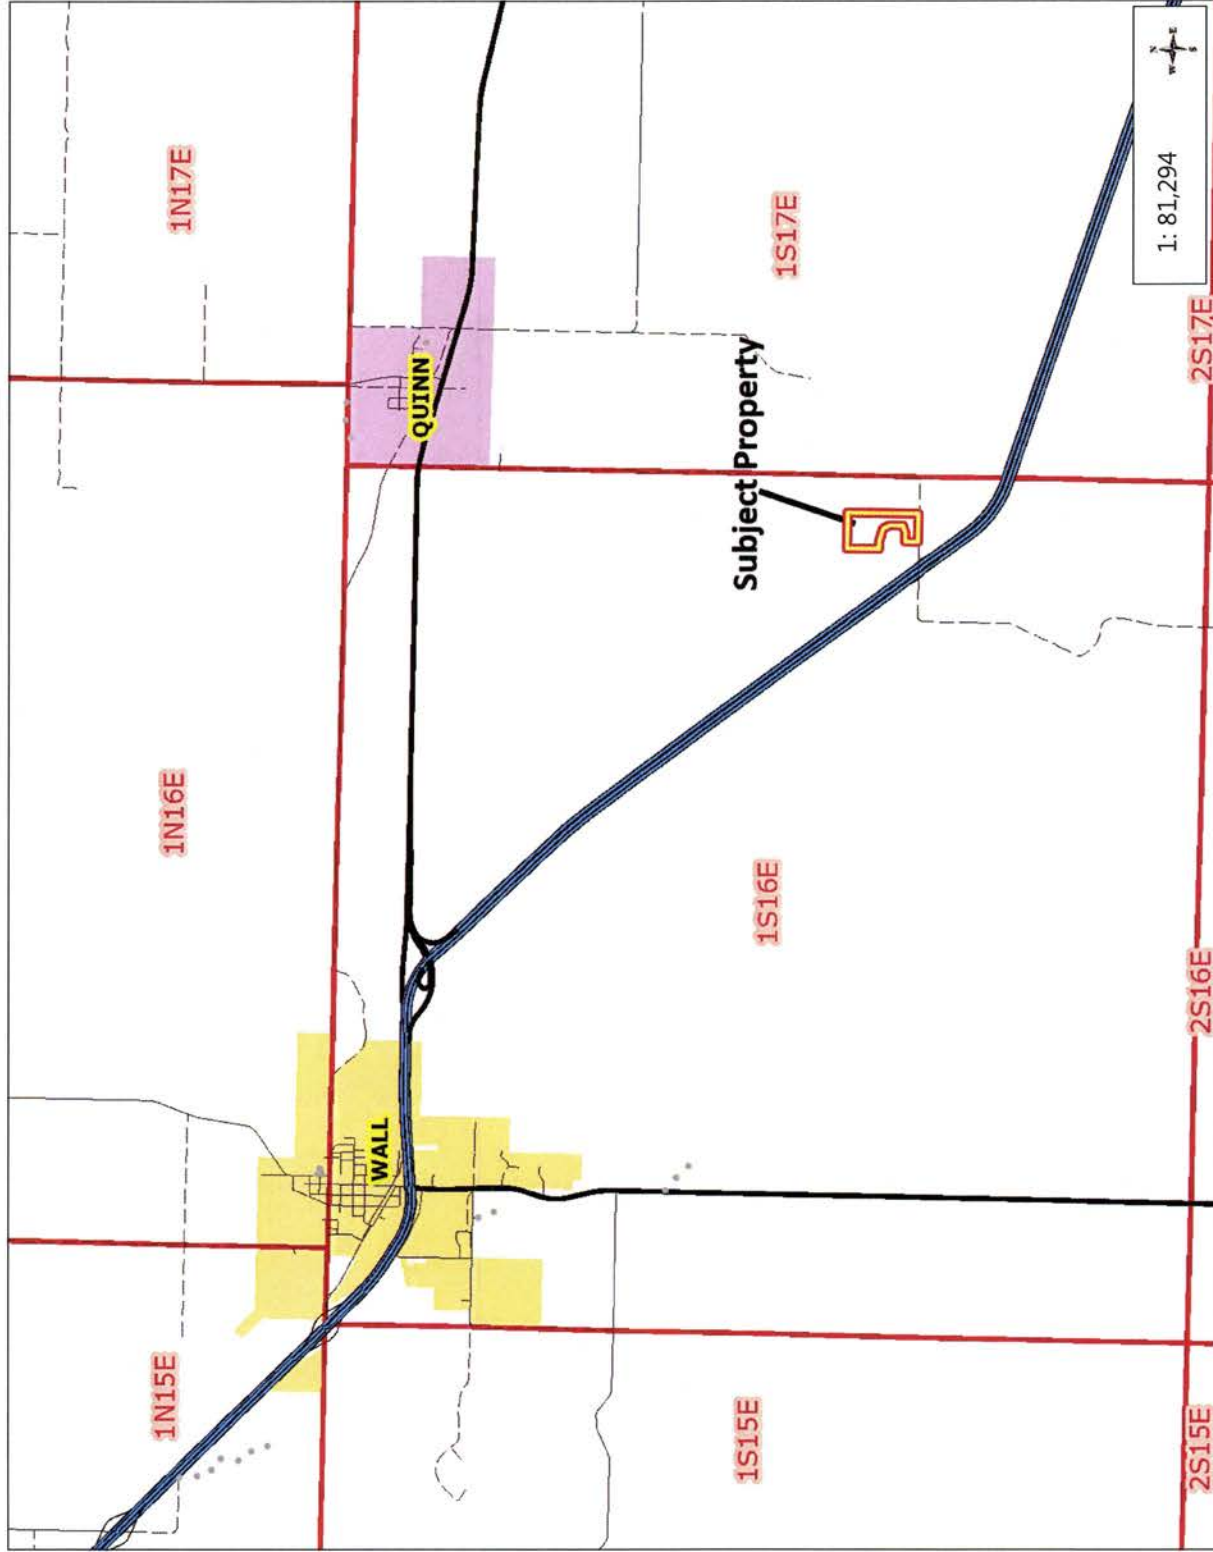 1N15E
1N16E
1N17E
WALL
QUINN
1S15E
1S16E
1S17E
Subject Property
2S15E
2S16E
2S17E
1: 81,294
N
W
E
S